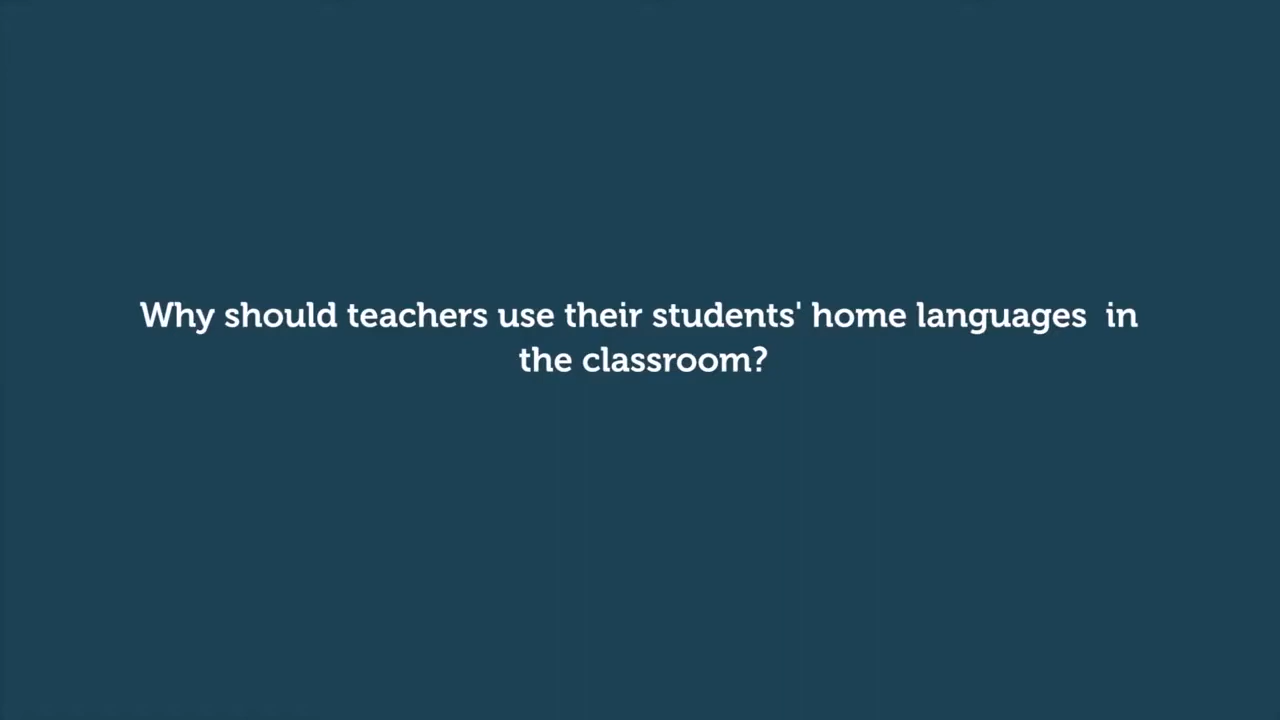 Why should teachers use their students' home languages  in
the classroom?